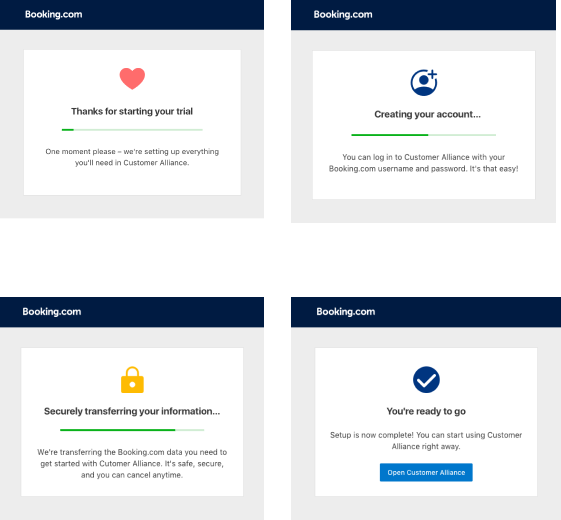 Booking.com
Thanks for starting your trial
One moment please – we're setting up everything
you'll need in Customer Alliance.
Booking.com
Creating your account...
You can log in to Customer Alliance with your
Booking.com username and password. It's that easy!
Booking.com
Securely transferring your information...
We're transferring the Booking.com data you need to
get started with Cutomer Alliance. It's safe, secure,
and you can cancel anytime.
Booking.com
You're ready to go
Setup is now complete! You can start using Customer
Alliance right away.
Open Customer Alliance